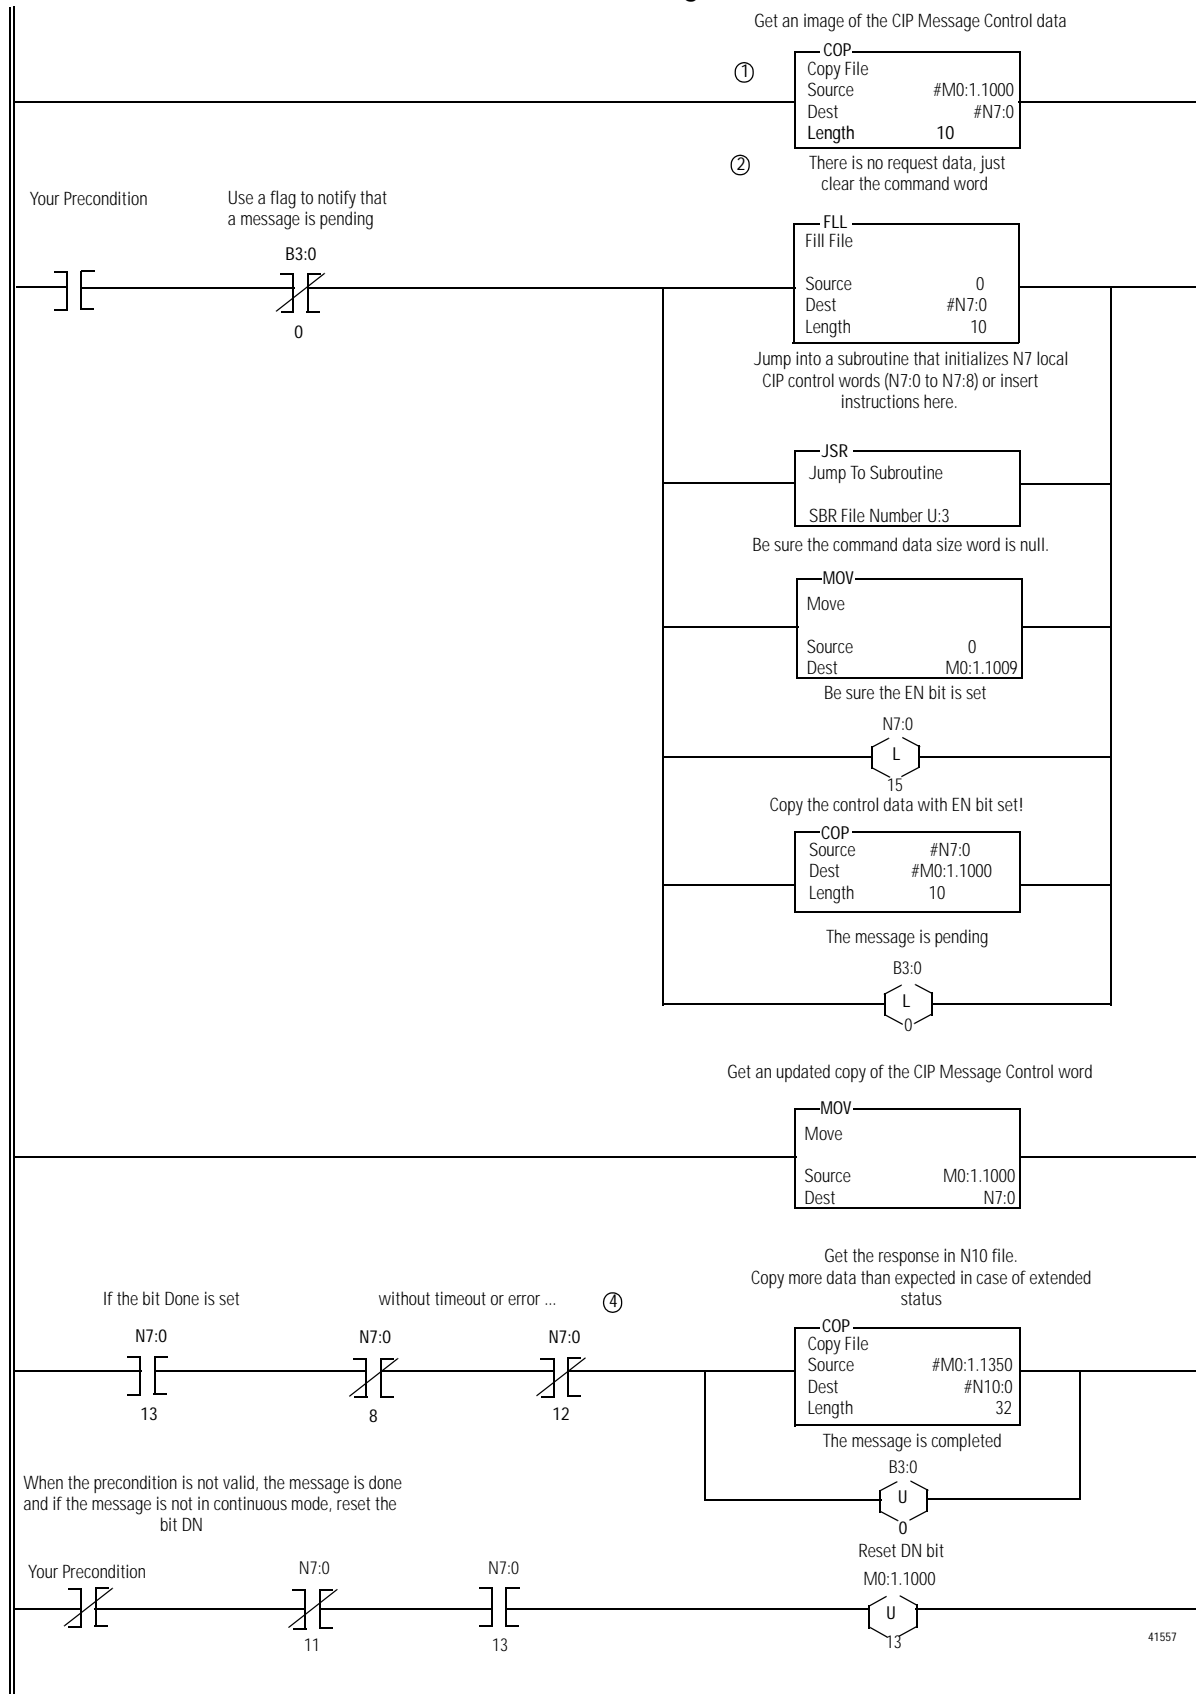 Get an image of the CIP Message Control data
①
COP
Copy File
Source #M0:1.1000
Dest #N7:0
Length 10
②
There is no request data, just
clear the command word
Your Precondition
Use a flag to notify that
a message is pending
B3:0
0
FLL
Fill File
Source 0
Dest #N7:0
Length 10
Jump into a subroutine that initializes N7 local
CIP control words (N7:0 to N7:8) or insert
instructions here.
JSR
Jump To Subroutine
SBR File Number U:3
Be sure the command data size word is null.
MOV
Move
Source 0
Dest M0:1.1009
Be sure the EN bit is set
N7:0
L
15
Copy the control data with EN bit set!
COP
Source #N7:0
Dest #M0:1.1000
Length 10
The message is pending
B3:0
L
0
Get an updated copy of the CIP Message Control word
MOV
Move
Source M0:1.1000
Dest N7:0
Get the response in N10 file.
Copy more data than expected in case of extended
status
If the bit Done is set
without timeout or error ...
④
N7:0
13
N7:0
8
N7:0
12
COP
Copy File
Source #M0:1.1350
Dest #N10:0
Length 32
The message is completed
B3:0
U
0
When the precondition is not valid, the message is done
and if the message is not in continuous mode, reset the
bit DN
Reset DN bit
Your Precondition
N7:0
11
N7:0
13
M0:1.1000
U
13
41557